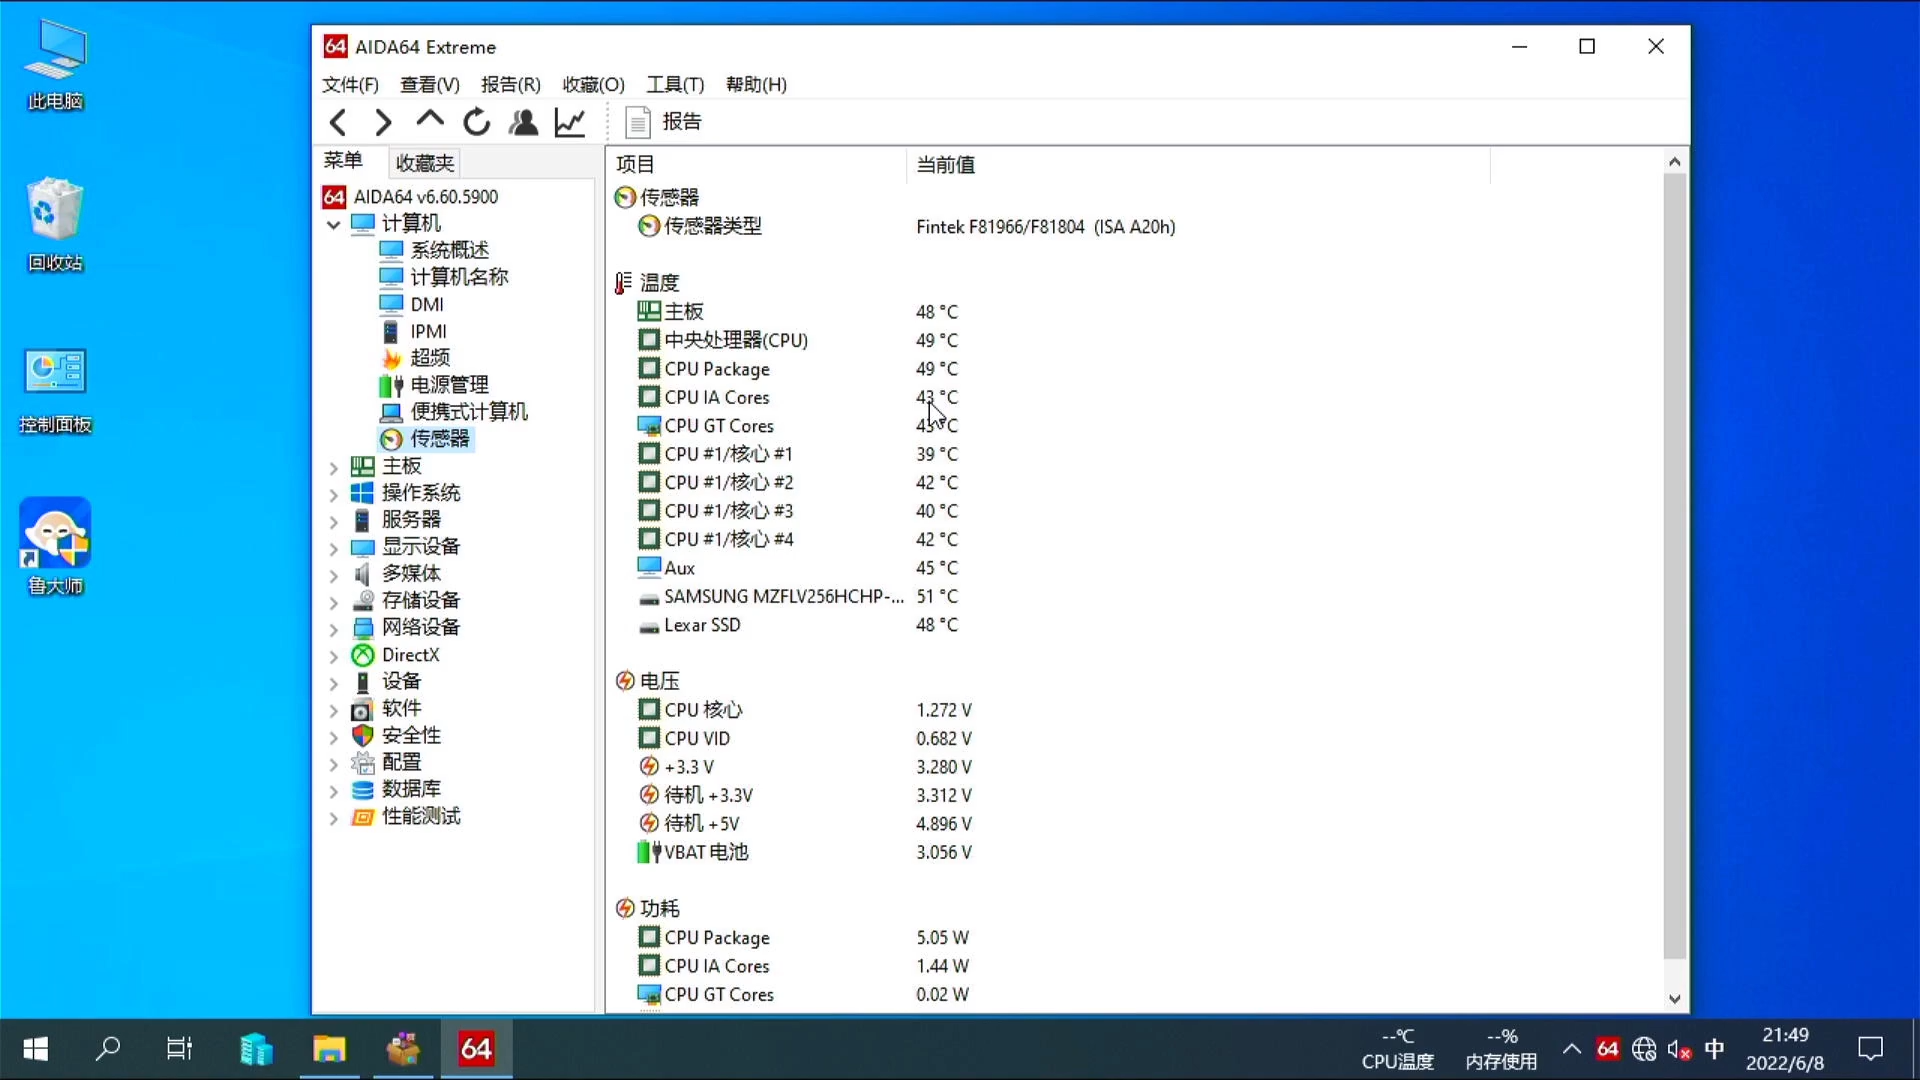 此电脑
回收站
控制面板
鲁大师
64 AIDA64 Extreme
文件(F) 查看(V) 报告(R) 收藏(O) 工具(T) 帮助(H)
报告
菜单 收藏夹
64 AIDA64 v6.60.5900
计算机
系统概述
计算机名称
DMI
IPMI
超频
电源管理
便携式计算机
传感器
主板
操作系统
服务器
显示设备
多媒体
存储设备
网络设备
DirectX
设备
软件
安全性
配置
数据库
性能测试
项目 当前值
传感器
传感器类型 Fintek F81966/F81804 (ISA A20h)
温度
主板 48 °C
中央处理器(CPU) 49 °C
CPU Package 49 °C
CPU IA Cores 43 °C
CPU GT Cores 43 °C
CPU #1/核心 #1 39 °C
CPU #1/核心 #2 42 °C
CPU #1/核心 #3 40 °C
CPU #1/核心 #4 42 °C
Aux 45 °C
SAMSUNG MZFLV256HCHP-... 51 °C
Lexar SSD 48 °C
电压
CPU 核心 1.272 V
CPU VID 0.682 V
+3.3 V 3.280 V
待机 +3.3V 3.312 V
待机 +5V 4.896 V
VBAT 电池 3.056 V
功耗
CPU Package 5.05 W
CPU IA Cores 1.44 W
CPU GT Cores 0.02 W
64
--℃ --%
CPU温度 内存使用
64 中
21:49
2022/6/8